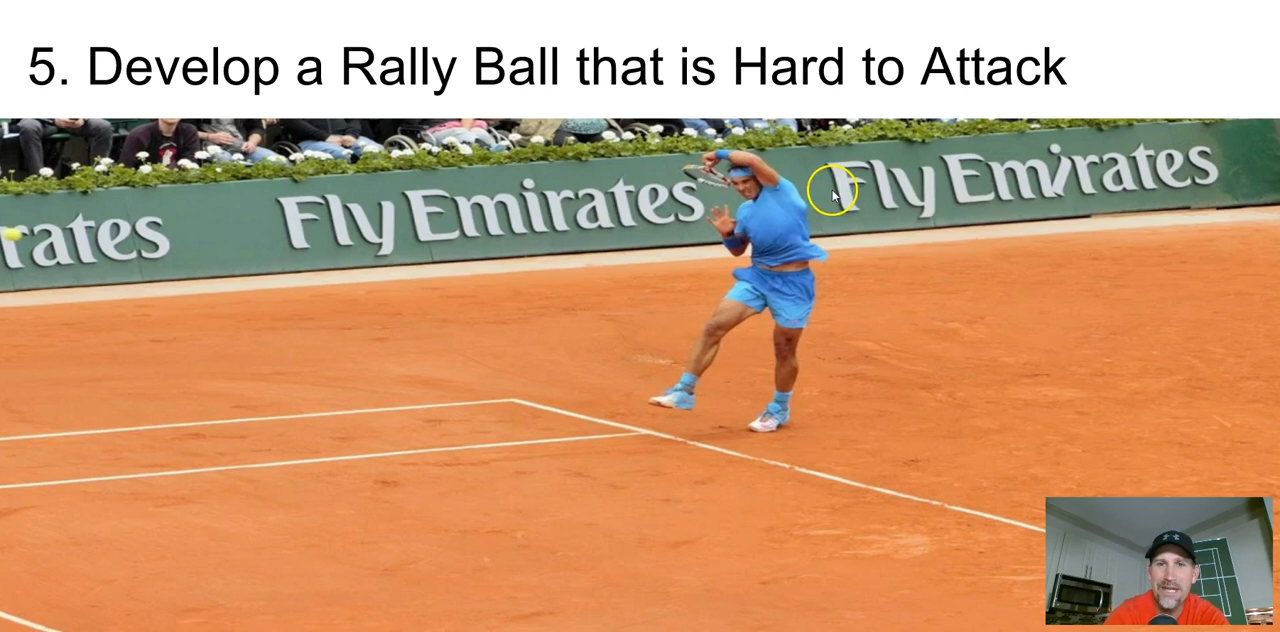 5. Develop a Rally Ball that is Hard to Attack
rates Fly Emirates Fly Emirates